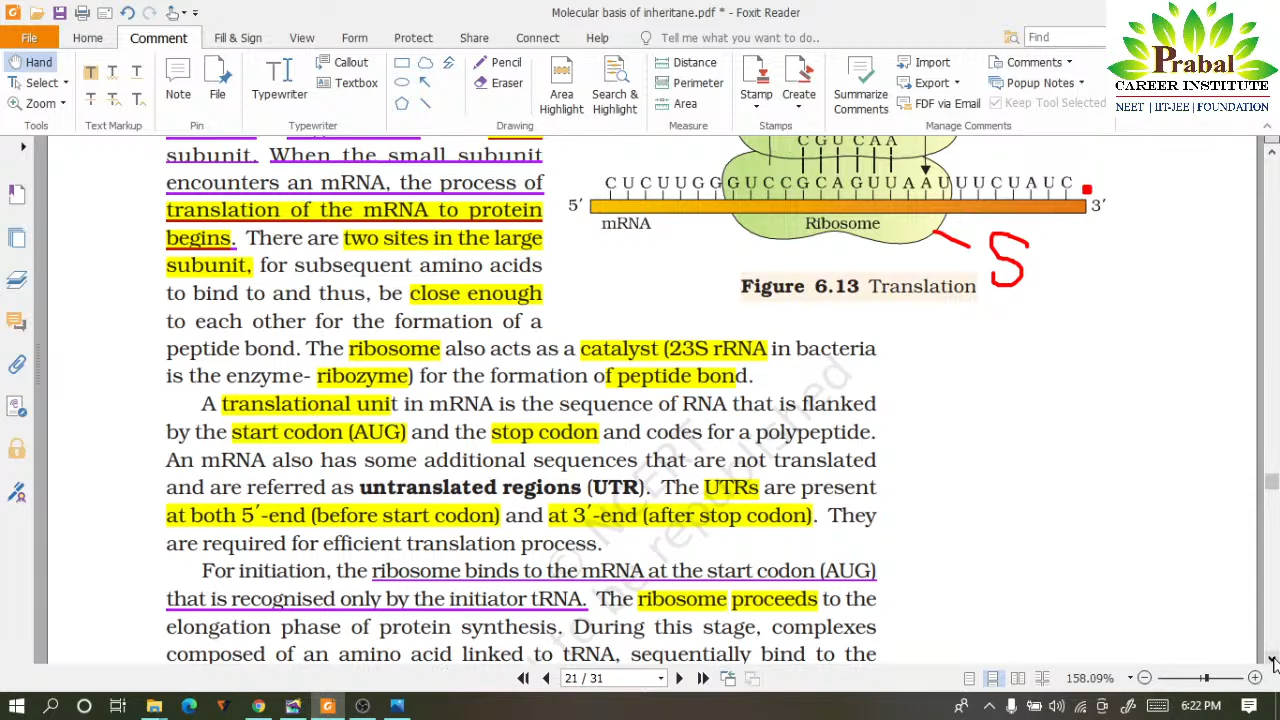 Molecular basis of inheritane.pdf * - Foxit Reader
File Home Comment Fill & Sign View Form Protect Share Connect Help Tell me what you want to do.. Find
Hand
Select
Zoom
Tools
Text Markup
Note
File
Pin
Typewriter
Callout
Textbox
Typewriter
Pencil
Eraser
Drawing
Area
Highlight
Search &
Highlight
Distance
Perimeter
Area
Measure
Stamp
Create
Stamps
Summarize
Comments
Import
Export
FDF via Email
Comments
Popup Notes
Keep Tool Selected
Manage Comments
Prabal
CAREER INSTITUTE
NEET | IIT-JEE | FOUNDATION
subunit. When the small subunit
encounters an mRNA, the process of
translation of the mRNA to protein
begins. There are two sites in the large
subunit, for subsequent amino acids
to bind to and thus, be close enough
to each other for the formation of a
peptide bond. The ribosome also acts as a catalyst (23S rRNA in bacteria
is the enzyme- ribozyme) for the formation of peptide bond.
A translational unit in mRNA is the sequence of RNA that is flanked
by the start codon (AUG) and the stop codon and codes for a polypeptide.
An mRNA also has some additional sequences that are not translated
and are referred as untranslated regions (UTR). The UTRs are present
at both 5′-end (before start codon) and at 3′-end (after stop codon). They
are required for efficient translation process.
For initiation, the ribosome binds to the mRNA at the start codon (AUG)
that is recognised only by the initiator tRNA. The ribosome proceeds to the
elongation phase of protein synthesis. During this stage, complexes
composed of an amino acid linked to tRNA, sequentially bind to the
C G U C A A
C U C U U G G G U C C G C A G U U A A U U U C U A U C
5′ 3′
mRNA Ribosome
S
Figure 6.13 Translation
© NCERT
to be republished
21 / 31
158.09%
6:22 PM